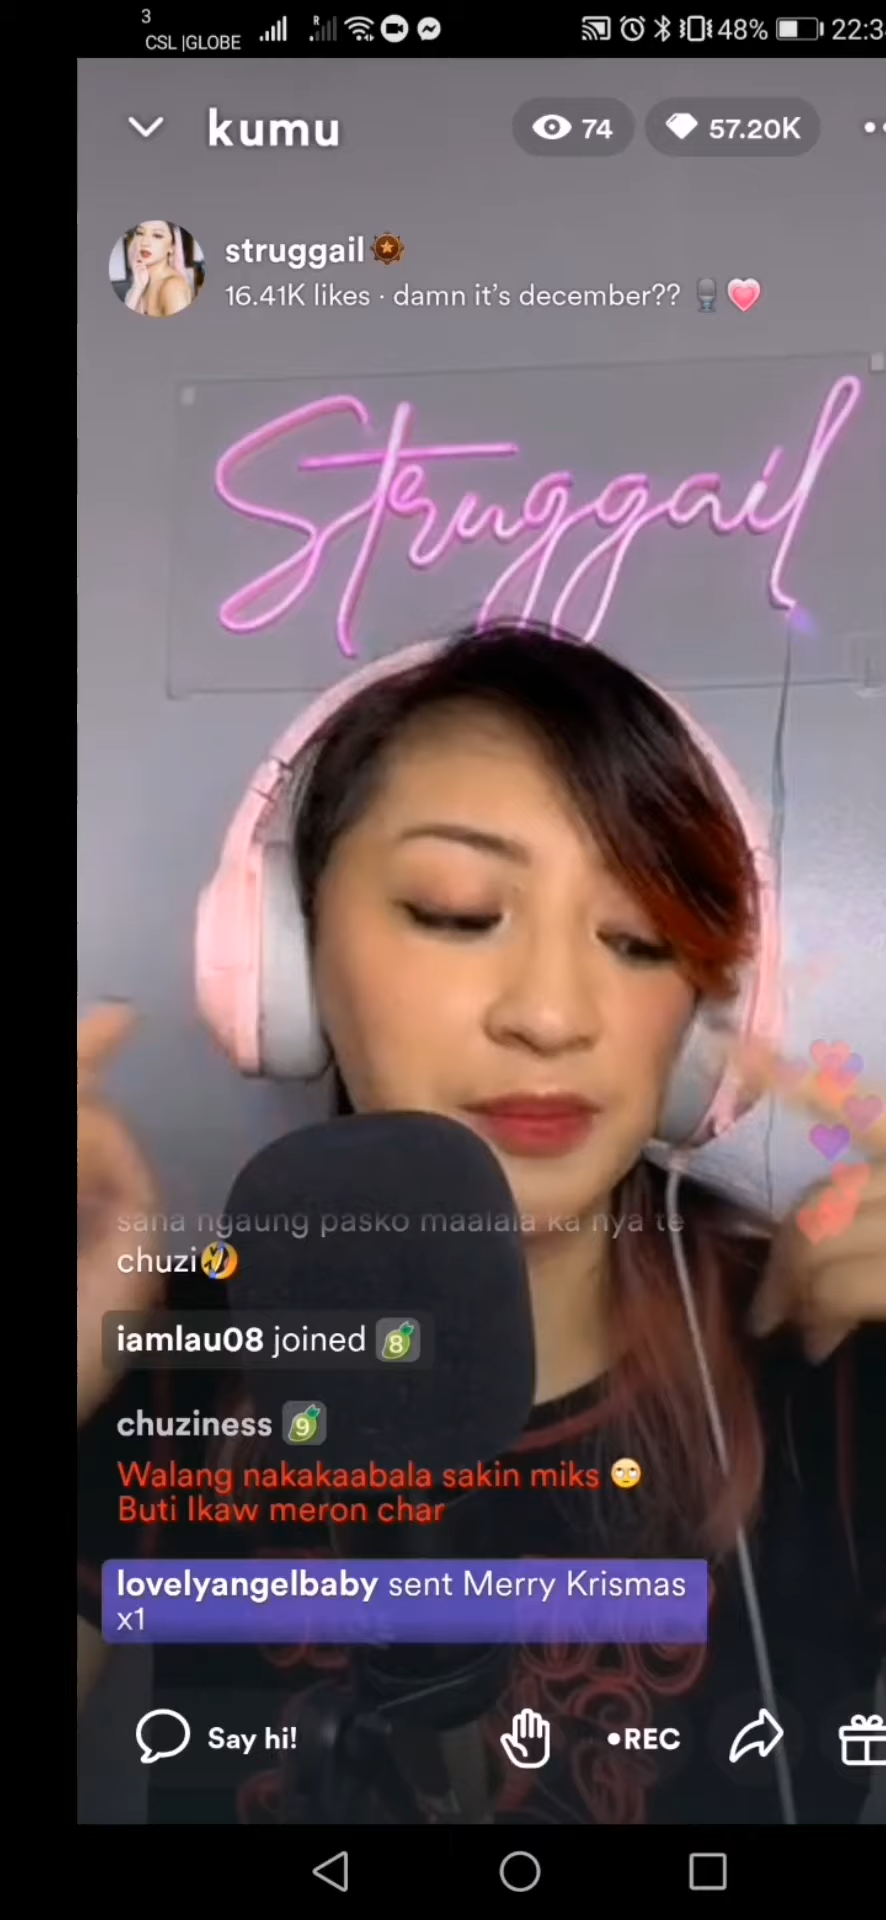 3
CSL |GLOBE
R
48%
22:3
kumu
74
57.20K
struggail
16.41K likes · damn it's december??
Struggail
sana ngaung pasko maalala ka nya te
chuzi
iamlau08 joined 8
chuziness 9
Walang nakakaabala sakin miks
Buti Ikaw meron char
lovelyangelbaby sent Merry Krismas
x1
Say hi!
•REC